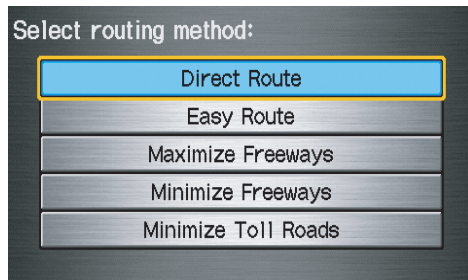 Select routing method:
Direct Route
Easy Route
Maximize Freeways
Minimize Freeways
Minimize Toll Roads